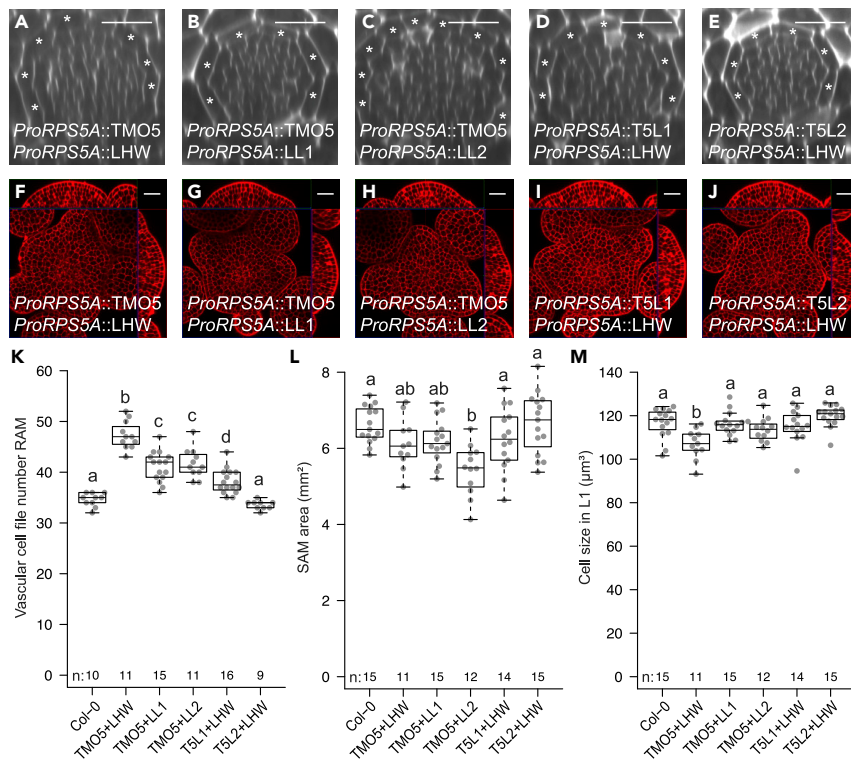 A
B
C
D
E
* * * * * * * *
* * * * * *
* * * * * * * * *
* * * * * * *
* * * * * * *
ProRPS5A::TMO5
ProRPS5A::LHW
ProRPS5A::TMO5
ProRPS5A::LL1
ProRPS5A::TMO5
ProRPS5A::LL2
ProRPS5A::T5L1
ProRPS5A::LHW
ProRPS5A::T5L2
ProRPS5A::LHW
F
G
H
I
J
ProRPS5A::TMO5
ProRPS5A::LHW
ProRPS5A::TMO5
ProRPS5A::LL1
ProRPS5A::TMO5
ProRPS5A::LL2
ProRPS5A::T5L1
ProRPS5A::LHW
ProRPS5A::T5L2
ProRPS5A::LHW
K
Vascular cell file number RAM
60
50
40
30
20
10
0
a b c c d a
n: 10 11 15 11 16 9
Col-0
TMO5+LHW
TMO5+LL1
TMO5+LL2
T5L1+LHW
T5L2+LHW
L
SAM area (mm²)
8
6
4
2
0
a ab ab b a a
n: 15 11 15 12 14 15
Col-0
TMO5+LHW
TMO5+LL1
TMO5+LL2
T5L1+LHW
T5L2+LHW
M
Cell size in L1 (µm³)
140
120
100
80
60
40
20
0
a b a a a a
n: 15 11 15 12 14 15
Col-0
TMO5+LHW
TMO5+LL1
TMO5+LL2
T5L1+LHW
T5L2+LHW